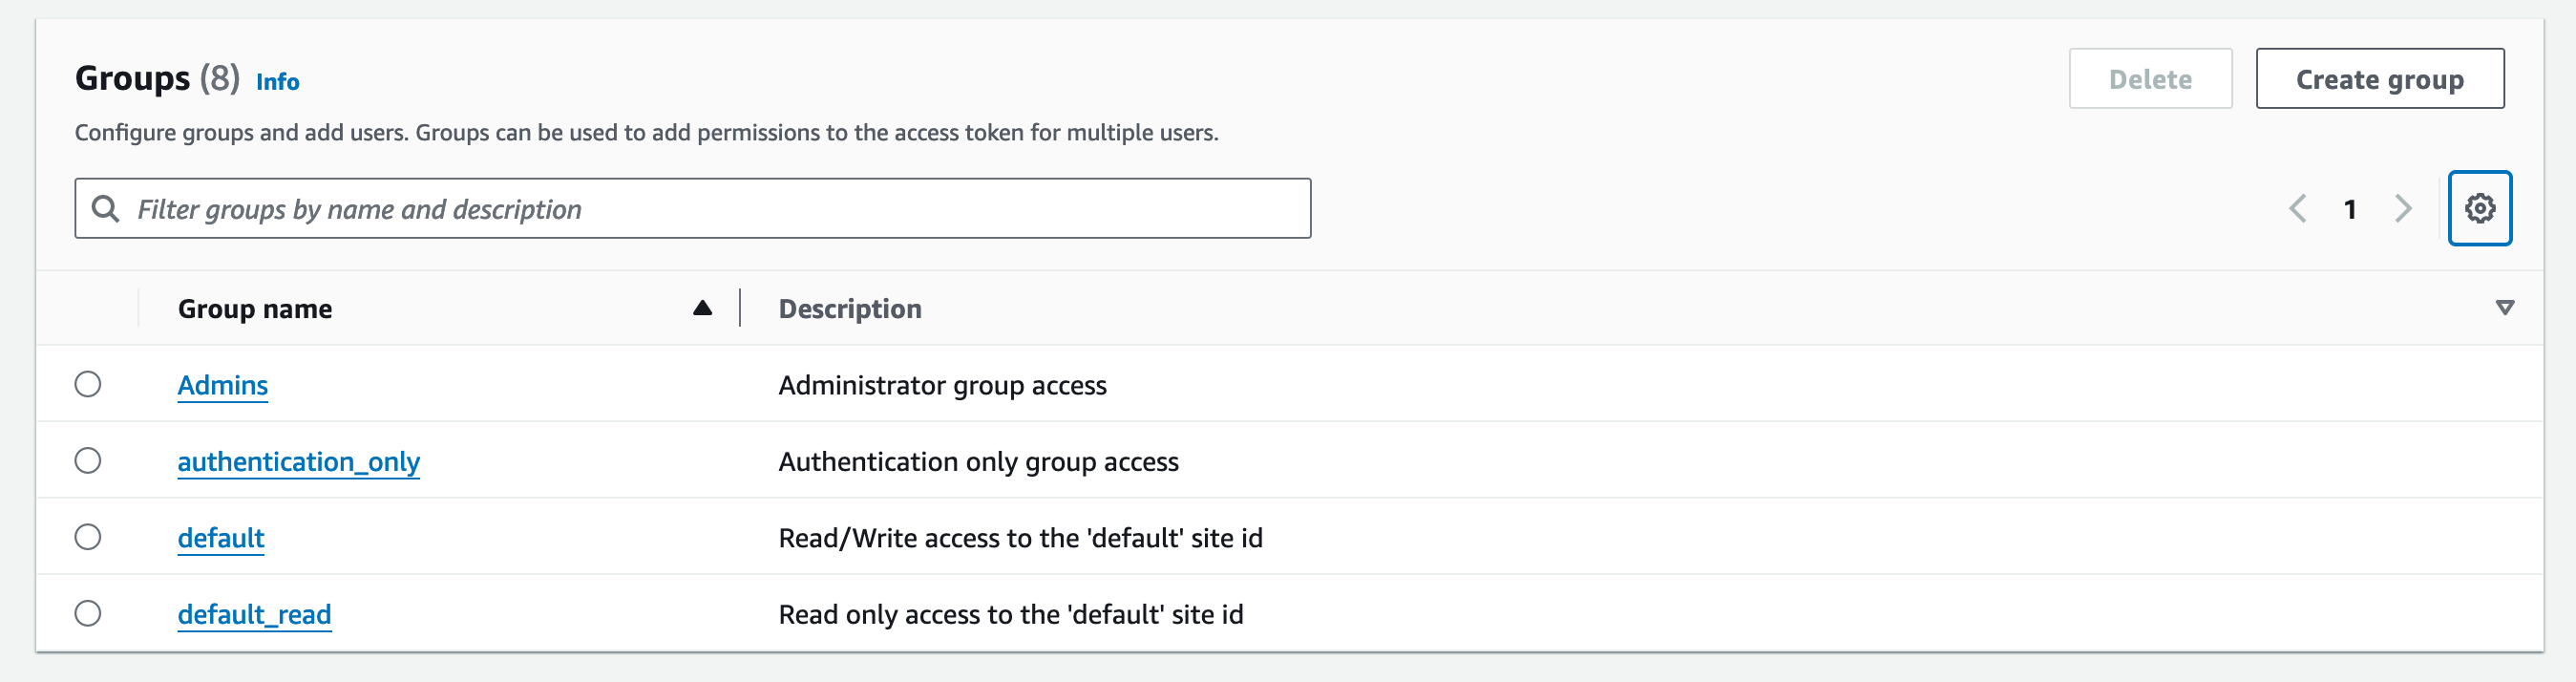 Groups (8) Info
Delete
Create group
Configure groups and add users. Groups can be used to add permissions to the access token for multiple users.
Filter groups by name and description
1
Group name
Description
Admins
Administrator group access
authentication_only
Authentication only group access
default
Read/Write access to the 'default' site id
default_read
Read only access to the 'default' site id